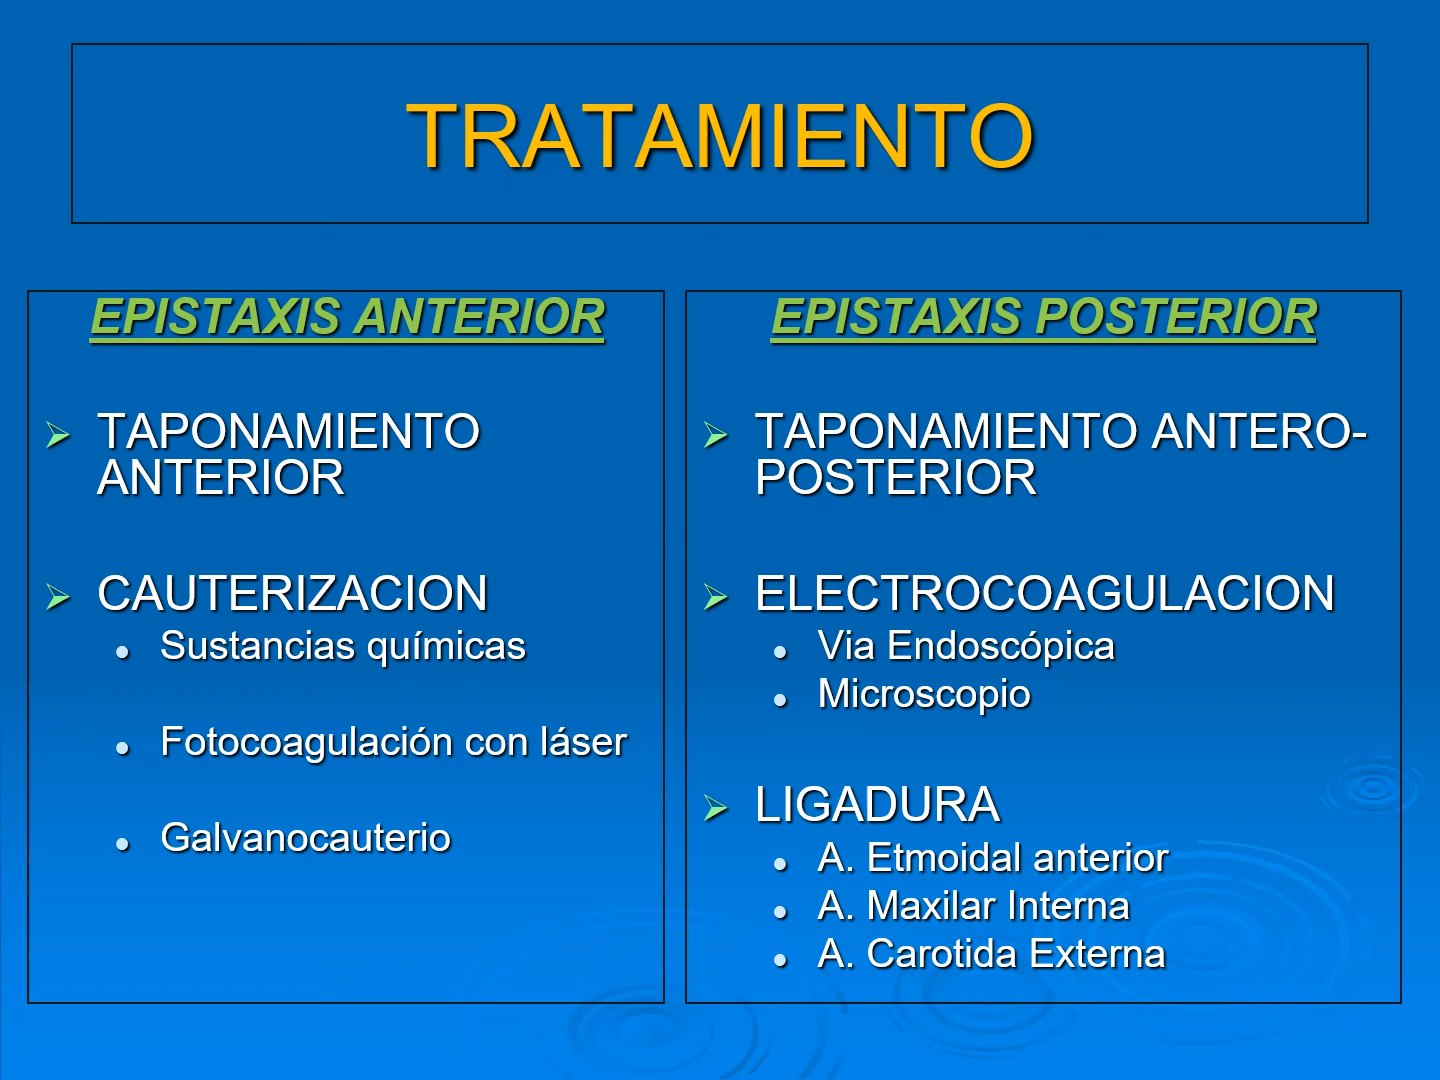 TRATAMIENTO
EPISTAXIS ANTERIOR
TAPONAMIENTO
ANTERIOR
CAUTERIZACION
Sustancias químicas
Fotocoagulación con láser
Galvanocauterio
EPISTAXIS POSTERIOR
TAPONAMIENTO ANTERO-
POSTERIOR
ELECTROCOAGULACION
Via Endoscópica
Microscopio
LIGADURA
A. Etmoidal anterior
A. Maxilar Interna
A. Carotida Externa